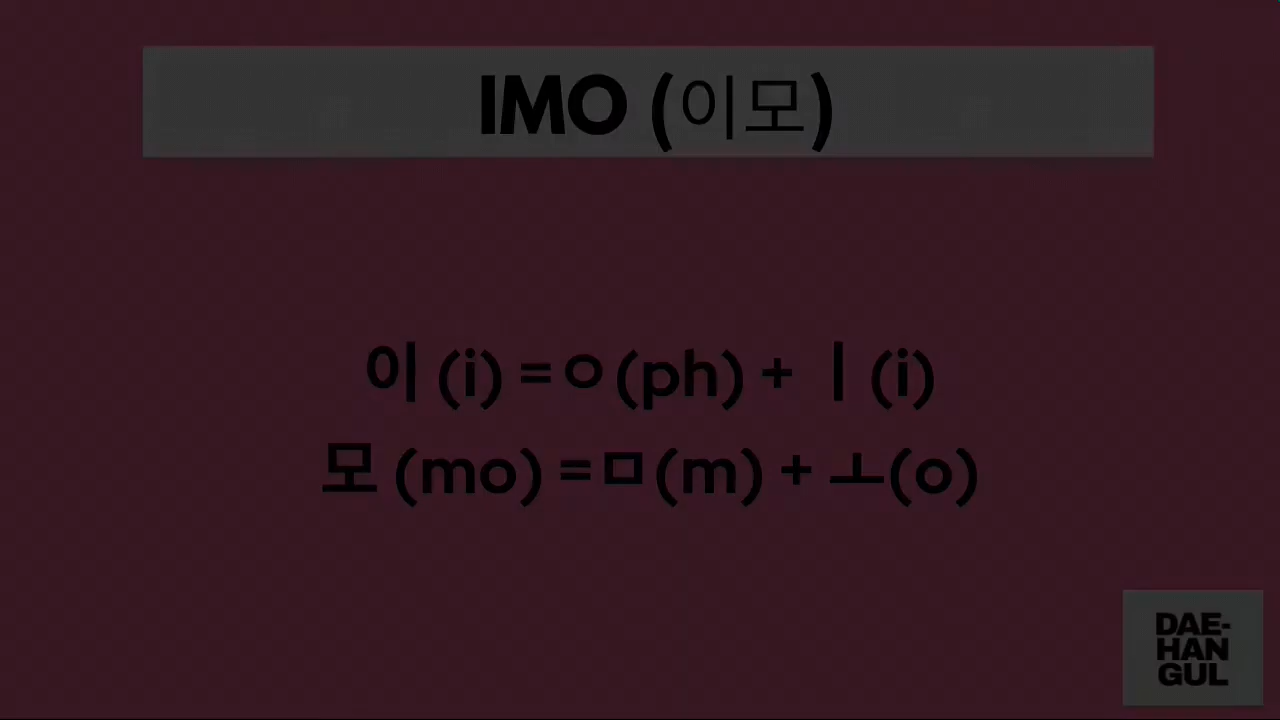 IMO (이모)
이 (i) = ㅇ(ph) + ㅣ(i)
모 (mo) = ㅁ(m) + ㅗ(o)
DAE-
HAN
GUL